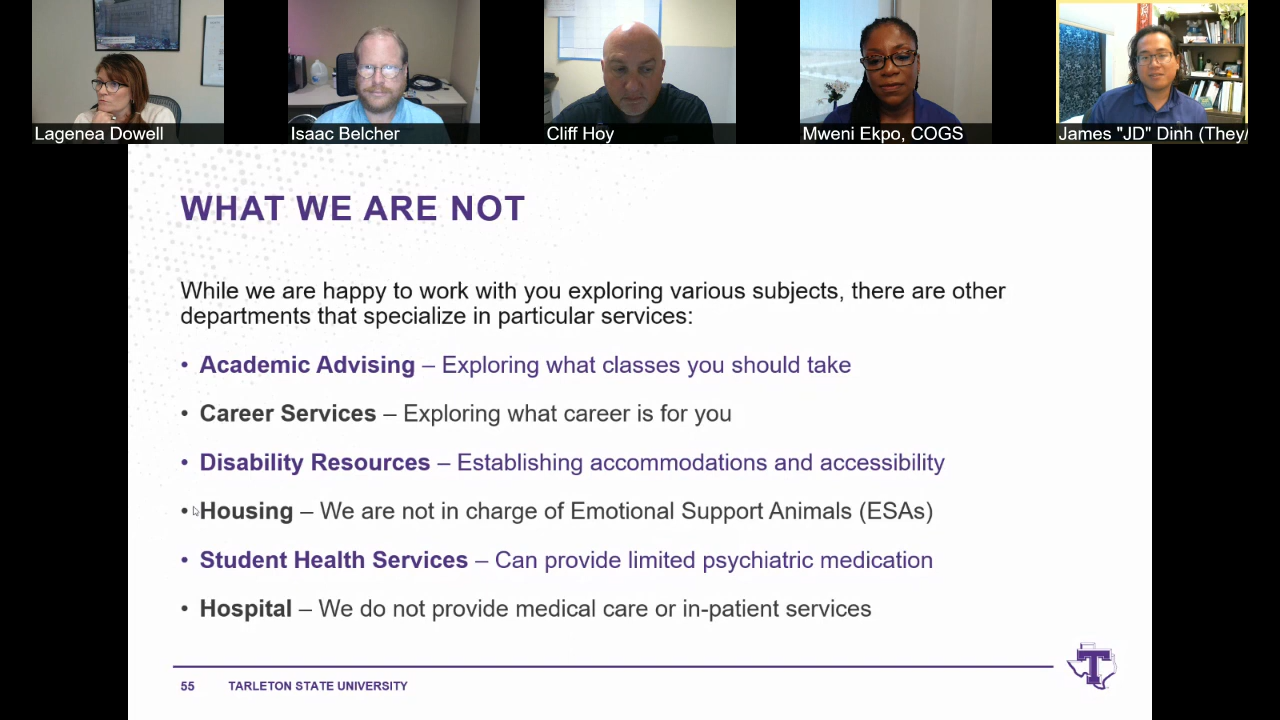 Lagenea Dowell
Isaac Belcher
Cliff Hoy
Mweni Ekpo, COGS
James "JD" Dinh (They/
WHAT WE ARE NOT
While we are happy to work with you exploring various subjects, there are other
departments that specialize in particular services:
• Academic Advising – Exploring what classes you should take
• Career Services – Exploring what career is for you
• Disability Resources – Establishing accommodations and accessibility
• Housing – We are not in charge of Emotional Support Animals (ESAs)
• Student Health Services – Can provide limited psychiatric medication
• Hospital – We do not provide medical care or in-patient services
55 TARLETON STATE UNIVERSITY
T